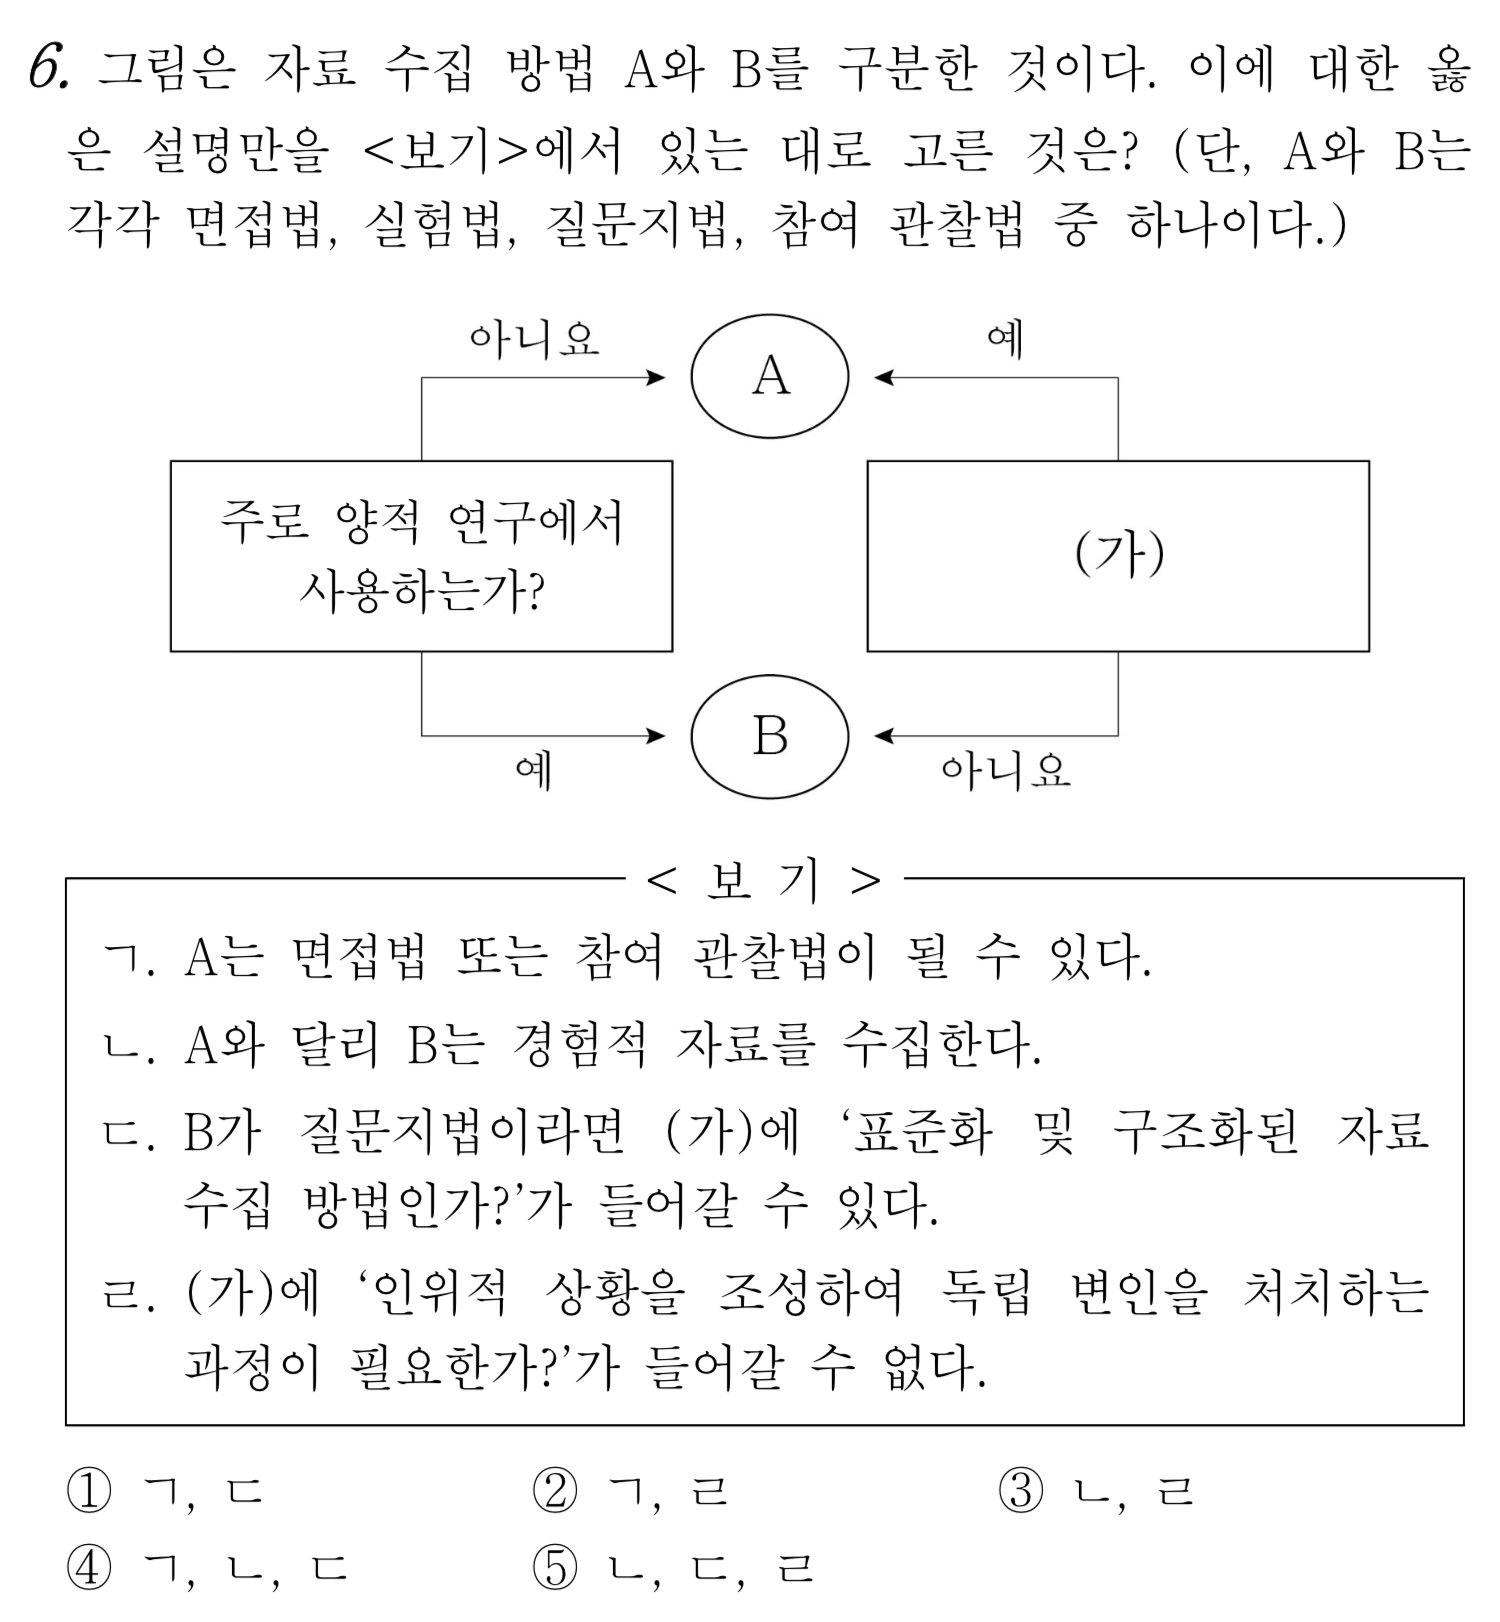 6. 그림은 자료 수집 방법 A와 B를 구분한 것이다. 이에 대한 옳
은 설명만을 <보기>에서 있는 대로 고른 것은? (단, A와 B는
각각 면접법, 실험법, 질문지법, 참여 관찰법 중 하나이다.)
아니요
A
예
주로 양적 연구에서
사용하는가?
(가)
B
예
아니요
< 보 기 >
ㄱ. A는 면접법 또는 참여 관찰법이 될 수 있다.
ㄴ. A와 달리 B는 경험적 자료를 수집한다.
ㄷ. B가 질문지법이라면 (가)에 ‘표준화 및 구조화된 자료
수집 방법인가?’가 들어갈 수 있다.
ㄹ. (가)에 ‘인위적 상황을 조성하여 독립 변인을 처치하는
과정이 필요한가?’가 들어갈 수 없다.
① ㄱ, ㄷ ② ㄱ, ㄹ ③ ㄴ, ㄹ
④ ㄱ, ㄴ, ㄷ ⑤ ㄴ, ㄷ, ㄹ